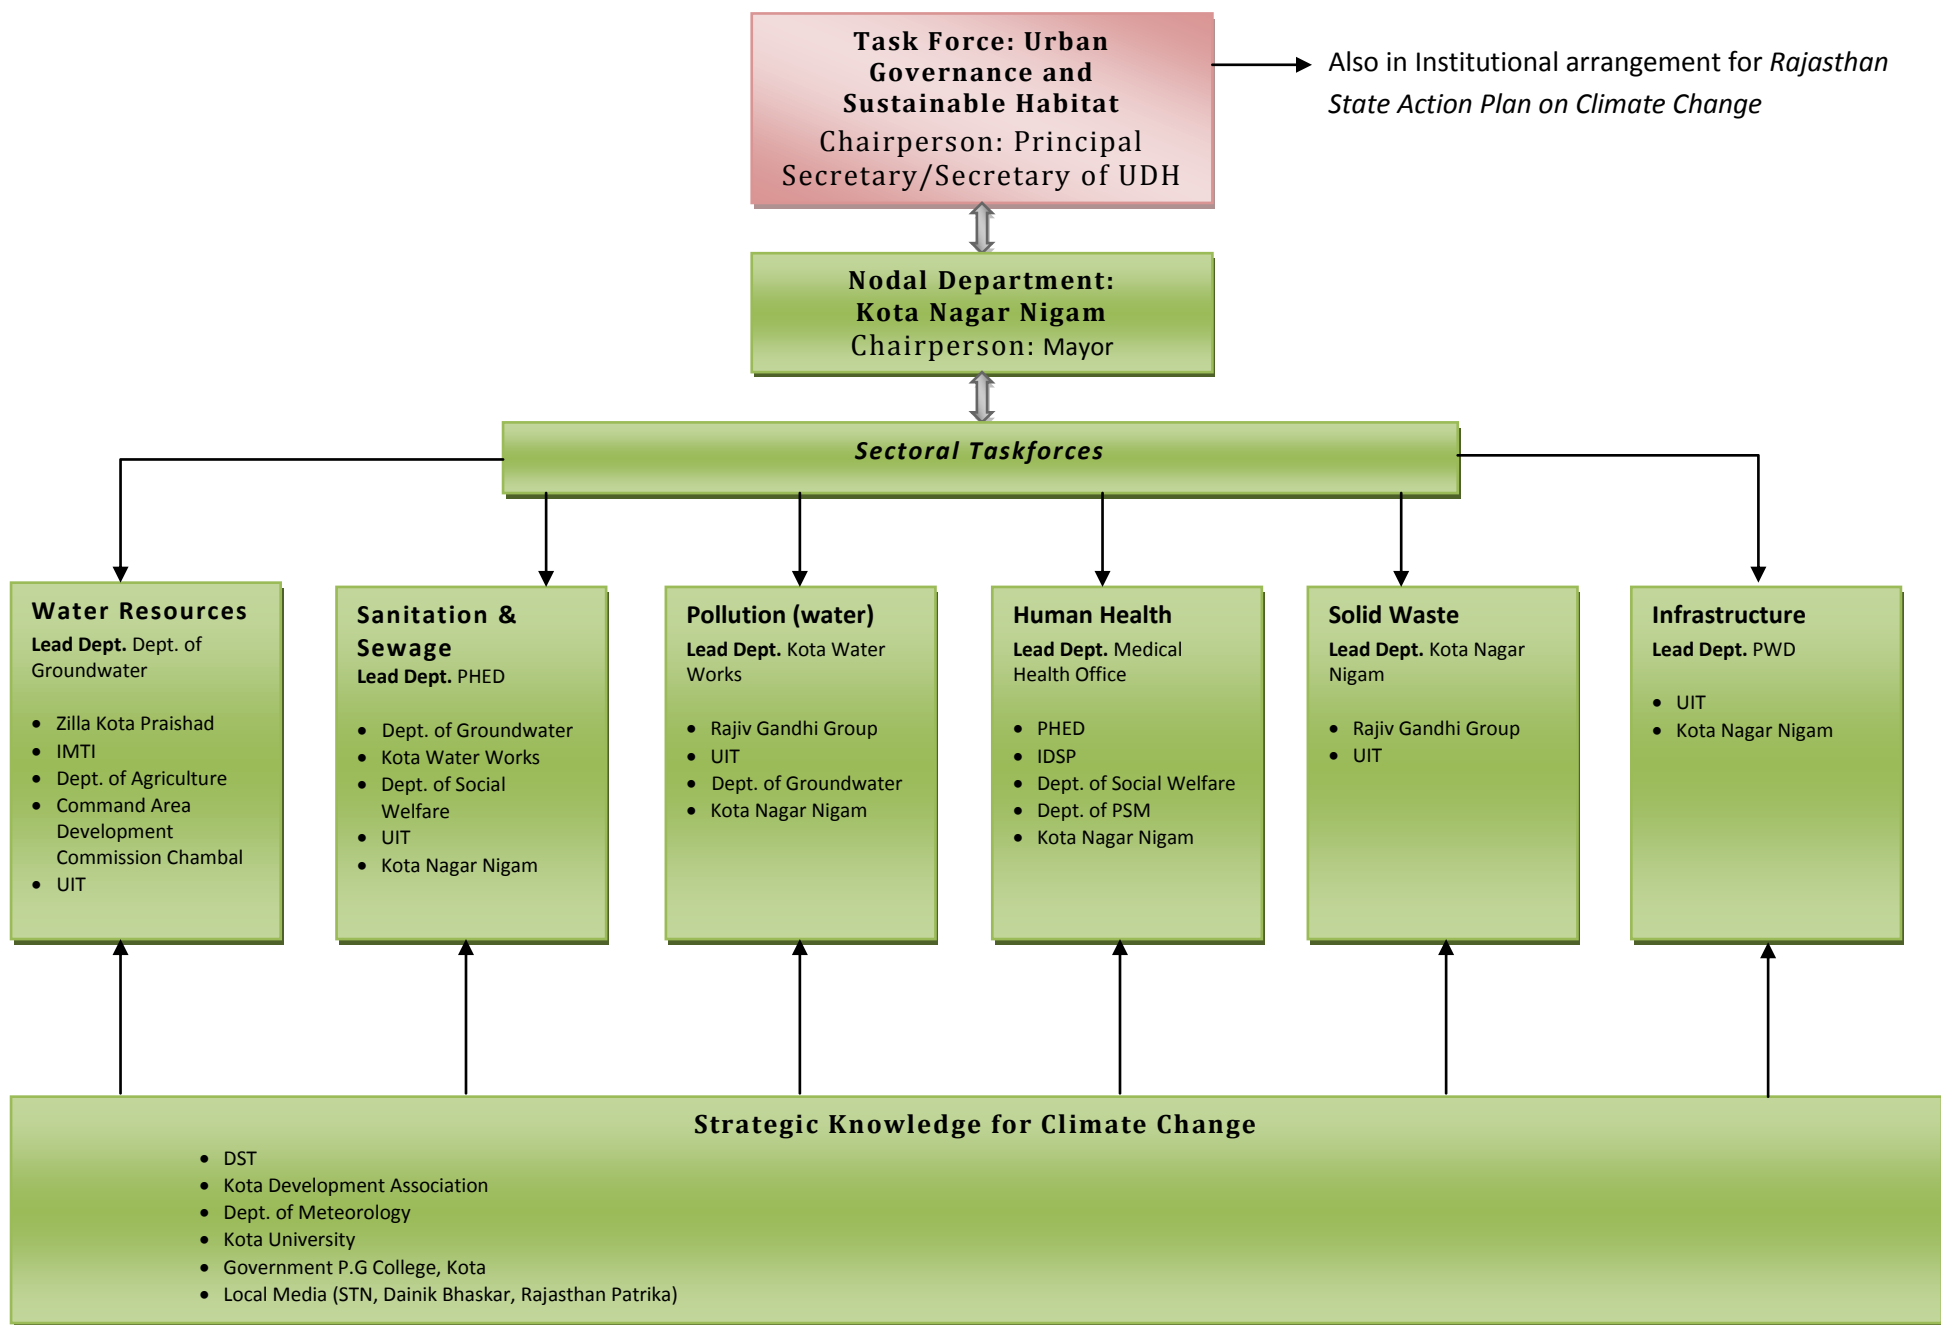 Task Force: Urban
Governance and
Sustainable Habitat
Chairperson: Principal
Secretary/Secretary of UDH
Also in Institutional arrangement for Rajasthan
State Action Plan on Climate Change
Nodal Department:
Kota Nagar Nigam
Chairperson: Mayor
Sectoral Taskforces
Water Resources
Lead Dept. Dept. of
Groundwater
• Zilla Kota Praishad
• IMTI
• Dept. of Agriculture
• Command Area
Development
Commission Chambal
• UIT
Sanitation &
Sewage
Lead Dept. PHED
• Dept. of Groundwater
• Kota Water Works
• Dept. of Social
Welfare
• UIT
• Kota Nagar Nigam
Pollution (water)
Lead Dept. Kota Water
Works
• Rajiv Gandhi Group
• UIT
• Dept. of Groundwater
• Kota Nagar Nigam
Human Health
Lead Dept. Medical
Health Office
• PHED
• IDSP
• Dept. of Social Welfare
• Dept. of PSM
• Kota Nagar Nigam
Solid Waste
Lead Dept. Kota Nagar
Nigam
• Rajiv Gandhi Group
• UIT
Infrastructure
Lead Dept. PWD
• UIT
• Kota Nagar Nigam
Strategic Knowledge for Climate Change
• DST
• Kota Development Association
• Dept. of Meteorology
• Kota University
• Government P.G College, Kota
• Local Media (STN, Dainik Bhaskar, Rajasthan Patrika)